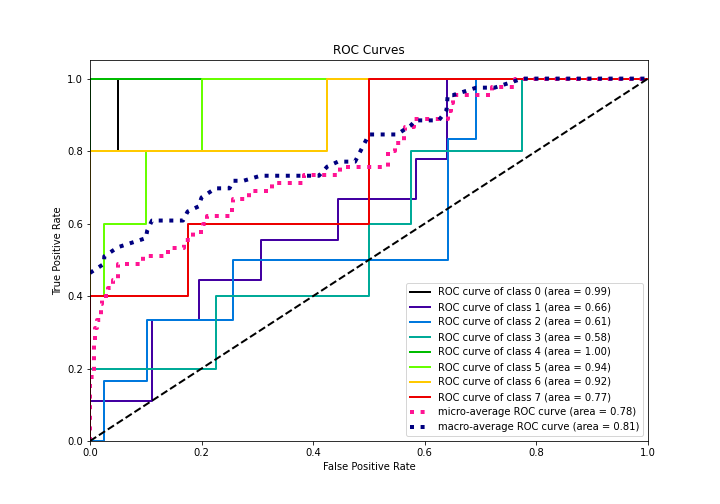 ROC Curves
True Positive Rate
1.0
0.8
0.6
0.4
0.2
0.0
0.0 0.2 0.4 0.6 0.8 1.0
False Positive Rate
ROC curve of class 0 (area = 0.99)
ROC curve of class 1 (area = 0.66)
ROC curve of class 2 (area = 0.61)
ROC curve of class 3 (area = 0.58)
ROC curve of class 4 (area = 1.00)
ROC curve of class 5 (area = 0.94)
ROC curve of class 6 (area = 0.92)
ROC curve of class 7 (area = 0.77)
micro-average ROC curve (area = 0.78)
macro-average ROC curve (area = 0.81)